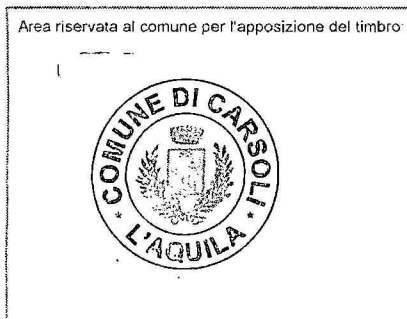 Area riservata al comune per l'apposizione del timbro
COMUNE DI CARSOLI
* L'AQUILA *